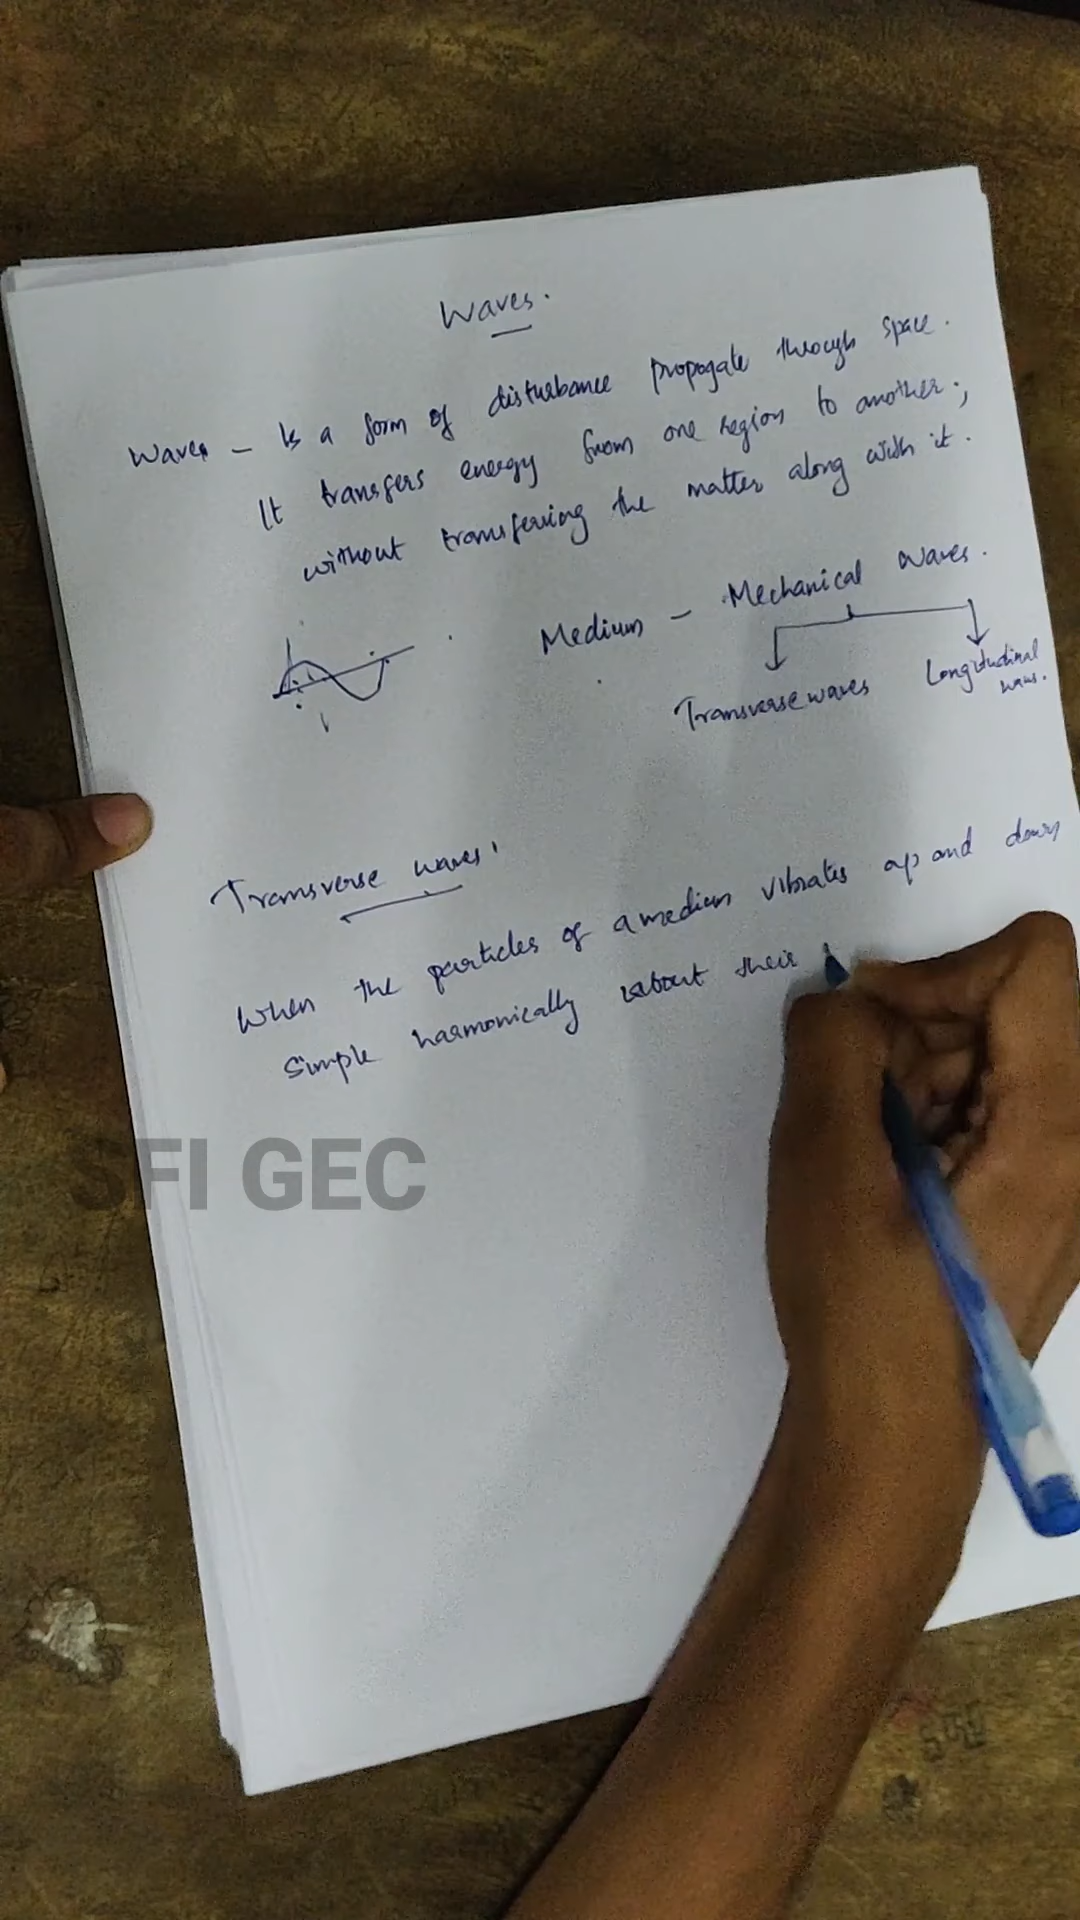 Waves.
Waves - Is a form of disturbance propogate through space.
It transfers energy from one region to another;
without transferring the matter along with it.
Medium - Mechanical waves.
Transverse waves
Longitudinal
waves.
Transverse waves:
When the particles of a medium vibrates up and down
simple harmonically about their
SFI GEC